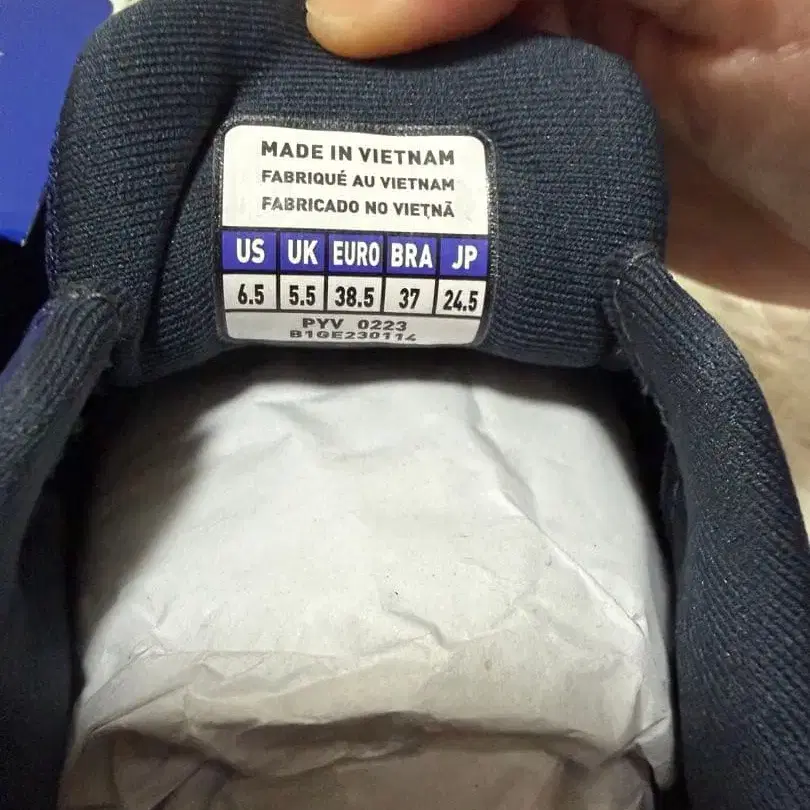 MADE IN VIETNAM
FABRIQUÉ AU VIETNAM
FABRICADO NO VIETNÃ
US UK EURO BRA JP
6.5 5.5 38.5 37 24.5
PYV 0223
B1GE230114